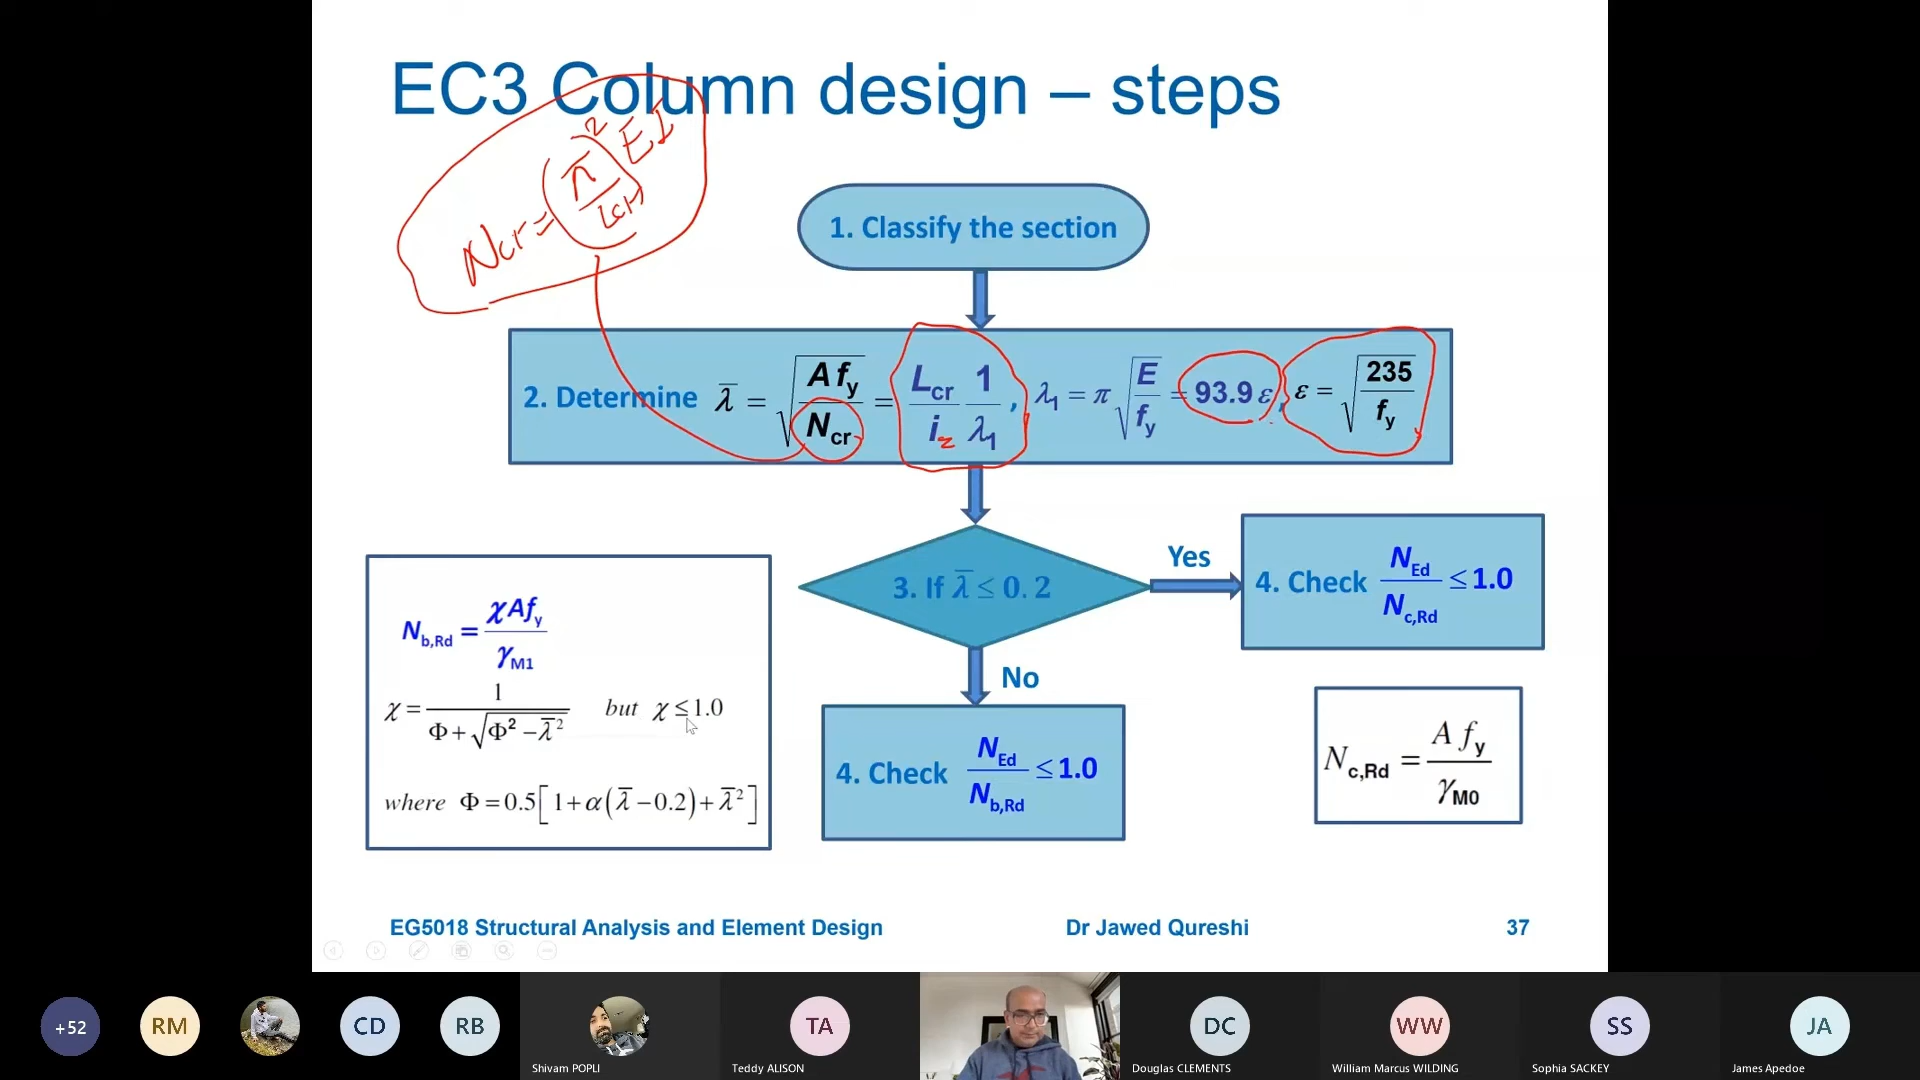 EC3 Column design – steps
Ncr = (π/Lcr)² EI
1. Classify the section
2. Determine λ̄ = √(A fy / Ncr) = Lcr/iz 1/λ1 , λ1 = π √(E/fy) = 93.9 ε, ε = √(235/fy)
3. If λ̄ ≤ 0.2
Yes
4. Check NEd/Nc,Rd ≤ 1.0
No
4. Check NEd/Nb,Rd ≤ 1.0
Nb,Rd = χAfy/γM1
χ = 1/(Φ + √(Φ² − λ̄²)) but χ ≤ 1.0
where Φ = 0.5[1 + α(λ̄ − 0.2) + λ̄²]
Nc,Rd = A fy/γM0
EG5018 Structural Analysis and Element Design Dr Jawed Qureshi 37
+52 RM CD RB TA DC WW SS JA
Shivam POPLI Teddy ALISON Douglas CLEMENTS William Marcus WILDING Sophia SACKEY James Apedoe